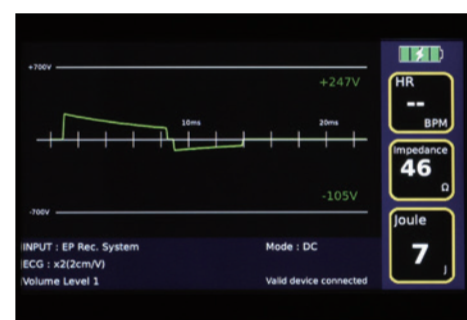 +700V
+247V
10ms
20ms
-105V
-700V
INPUT : EP Rec. System
Mode : DC
ECG : x2(2cm/V)
Volume Level 1
Valid device connected
HR
--
BPM
Impedance
46
Ω
Joule
7
J